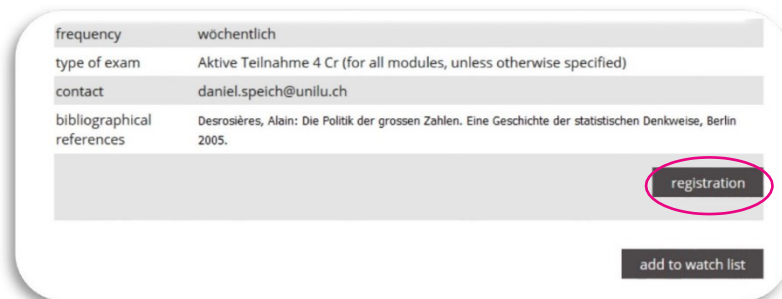 frequency wöchentlich
type of exam Aktive Teilnahme 4 Cr (for all modules, unless otherwise specified)
contact daniel.speich@unilu.ch
bibliographical references Desrosières, Alain: Die Politik der grossen Zahlen. Eine Geschichte der statistischen Denkweise, Berlin
2005.
registration
add to watch list